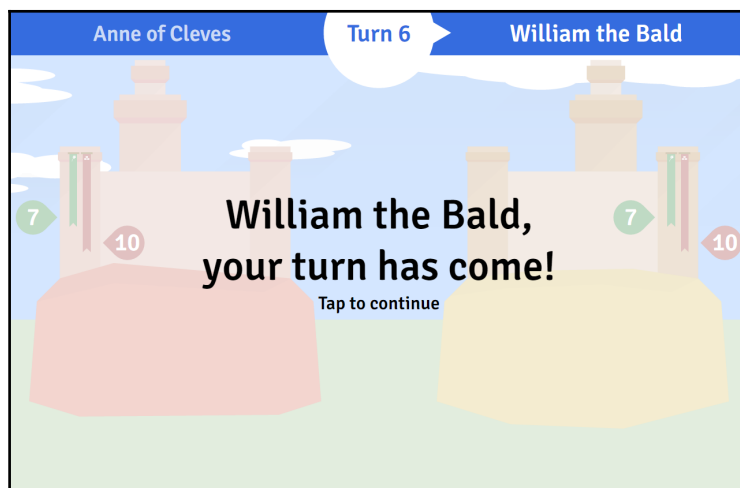 Anne of Cleves
Turn 6
William the Bald
William the Bald,
your turn has come!
Tap to continue
7
10
7
10